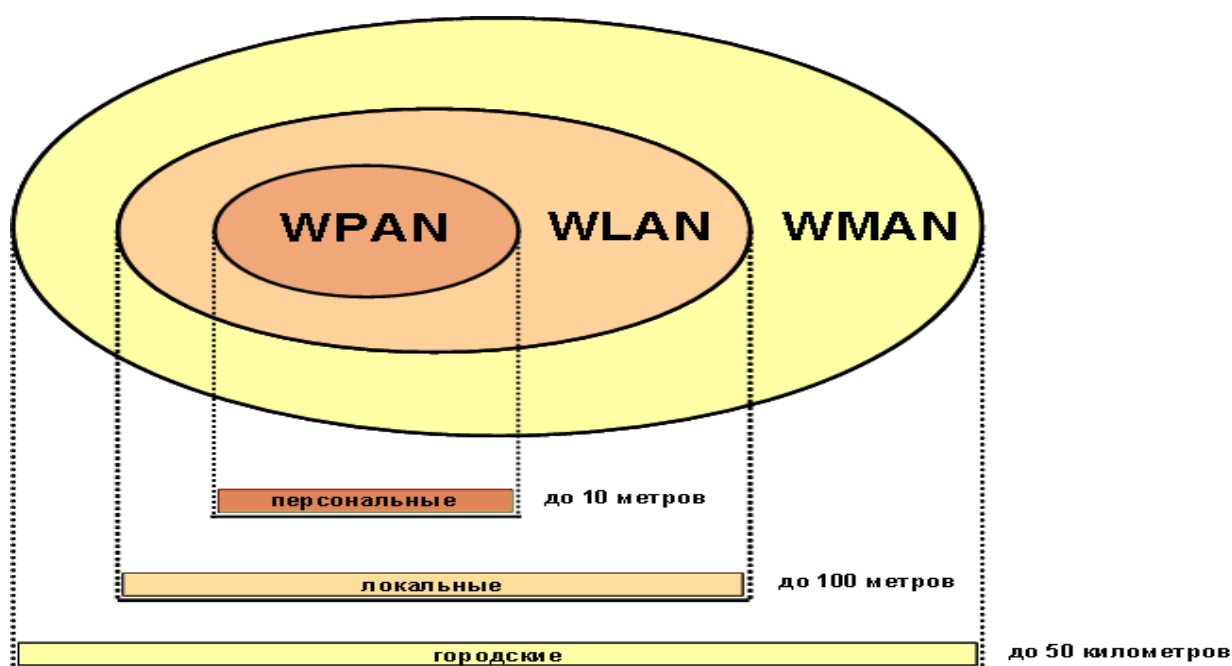 WPAN WLAN WMAN
персональные до 10 метров
локальные до 100 метров
городские до 50 километров